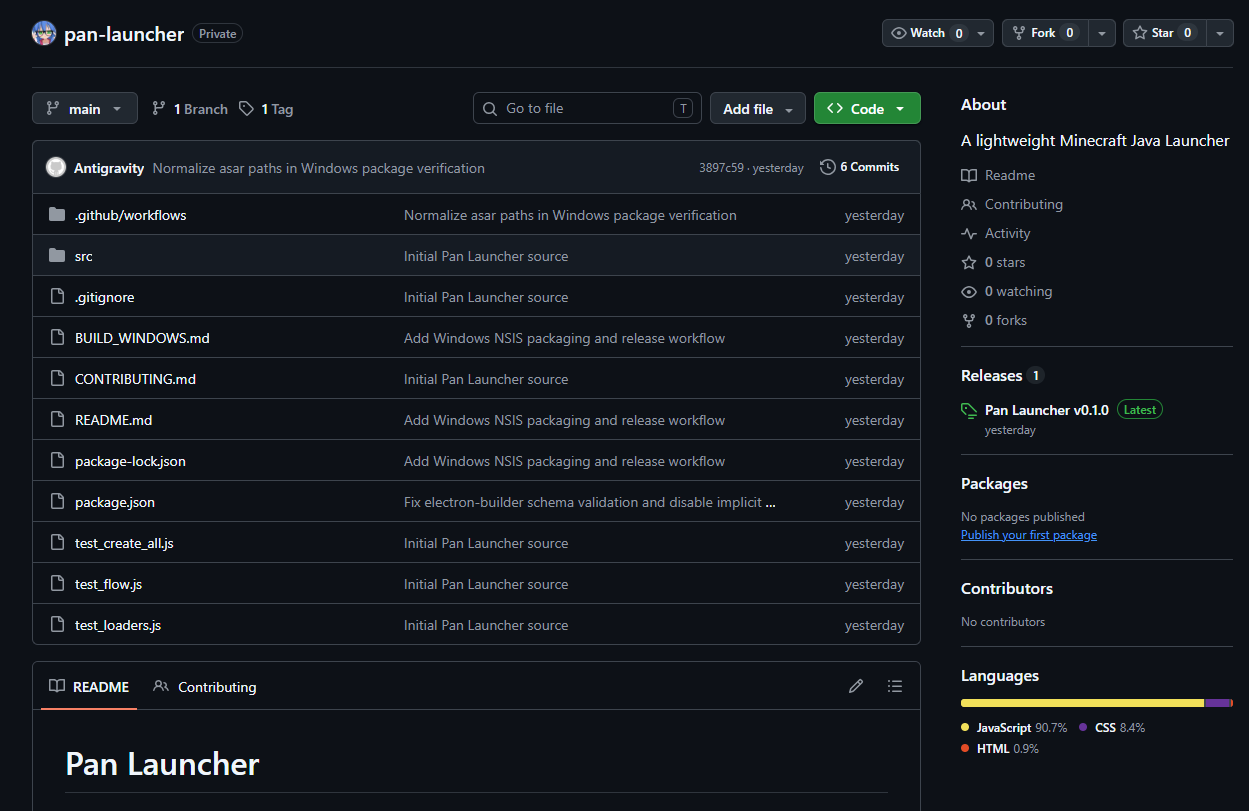 pan-launcher Private
Watch 0 Fork 0 Star 0
main 1 Branch 1 Tag Go to file T Add file Code
Antigravity Normalize asar paths in Windows package verification 3897c59 · yesterday 6 Commits
.github/workflows Normalize asar paths in Windows package verification yesterday
src Initial Pan Launcher source yesterday
.gitignore Initial Pan Launcher source yesterday
BUILD_WINDOWS.md Add Windows NSIS packaging and release workflow yesterday
CONTRIBUTING.md Initial Pan Launcher source yesterday
README.md Add Windows NSIS packaging and release workflow yesterday
package-lock.json Add Windows NSIS packaging and release workflow yesterday
package.json Fix electron-builder schema validation and disable implicit ... yesterday
test_create_all.js Initial Pan Launcher source yesterday
test_flow.js Initial Pan Launcher source yesterday
test_loaders.js Initial Pan Launcher source yesterday
README Contributing
Pan Launcher
About
A lightweight Minecraft Java Launcher
Readme
Contributing
Activity
0 stars
0 watching
0 forks
Releases 1
Pan Launcher v0.1.0 Latest
yesterday
Packages
No packages published
Publish your first package
Contributors
No contributors
Languages
JavaScript 90.7% CSS 8.4%
HTML 0.9%